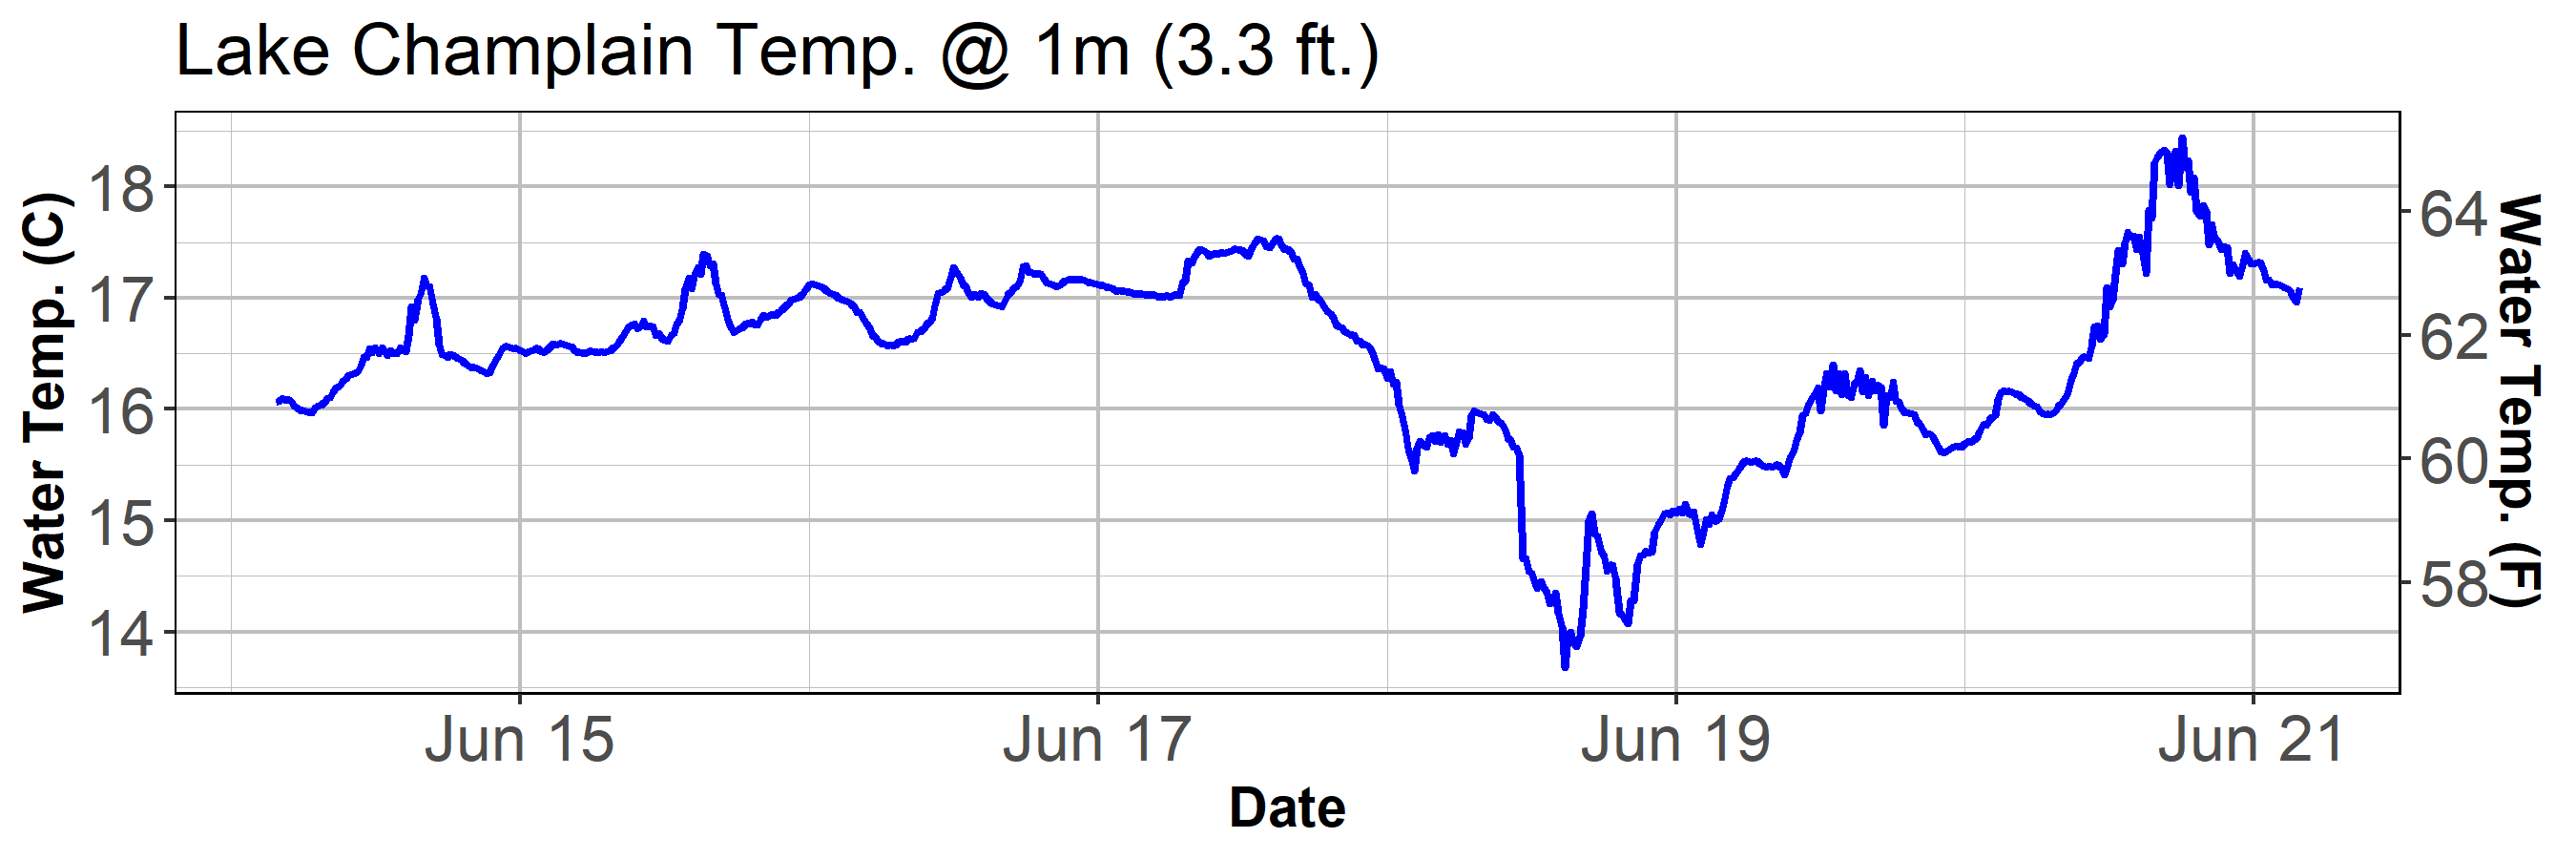 Lake Champlain Temp. @ 1m (3.3 ft.)
Water Temp. (C)
18
17
16
15
14
64
62
60
58
Water Temp. (F)
Jun 15
Jun 17
Jun 19
Jun 21
Date